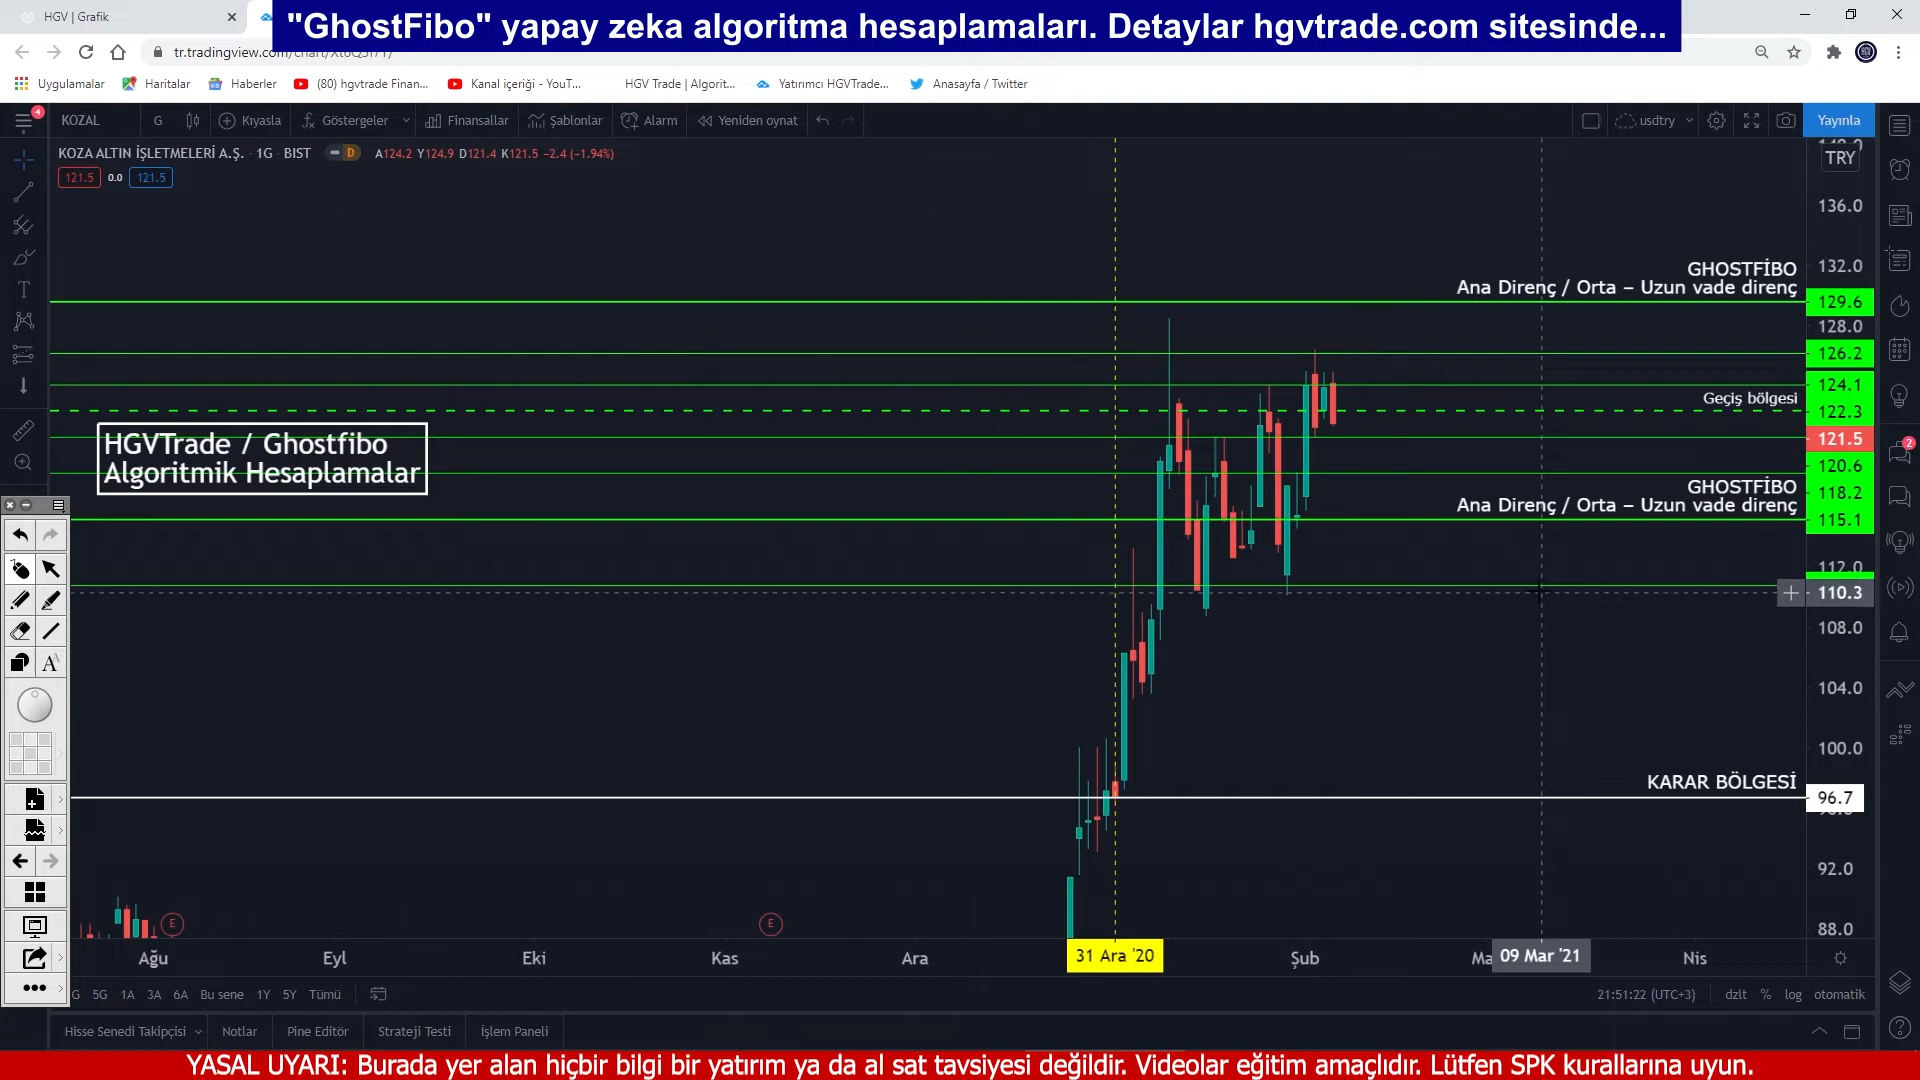 HGV | Grafik
"GhostFibo" yapay zeka algoritma hesaplamaları. Detaylar hgvtrade.com sitesinde...
Uygulamalar
Haritalar
Haberler
(80) hgvtrade Finan...
Kanal içeriği - YouT...
HGV Trade | Algorit...
Yatırımcı HGVTrade...
Anasayfa / Twitter
4
KOZAL
G
Kıyasla
Göstergeler
Finansallar
Şablonlar
Alarm
Yeniden oynat
usdtry
Yayınla
KOZA ALTIN İŞLETMELERİ A.Ş. · 1G · BIST
D
A124.2 Y124.9 D121.4 K121.5 −2.4 (−1.94%)
121.5 0.0 121.5
TRY
136.0
132.0
GHOSTFİBO
Ana Direnç / Orta – Uzun vade direnç
129.6
128.0
126.2
124.1
Geçiş bölgesi
122.3
121.5
2
HGVTrade / Ghostfibo
Algoritmik Hesaplamalar
120.6
118.2
GHOSTFİBO
Ana Direnç / Orta – Uzun vade direnç
115.1
112.0
110.3
108.0
104.0
100.0
KARAR BÖLGESİ
96.7
92.0
88.0
E
E
Ağu
Eyl
Eki
Kas
Ara
31 Ara '20
Şub
Ma
09 Mar '21
Nis
G
5G
1A
3A
6A
Bu sene
1Y
5Y
Tümü
21:51:22 (UTC+3)
dzlt
%
log
otomatik
Hisse Senedi Takipçisi
Notlar
Pine Editör
Strateji Testi
İşlem Paneli
YASAL UYARI: Burada yer alan hiçbir bilgi bir yatırım ya da al sat tavsiyesi değildir. Videolar eğitim amaçlıdır. Lütfen SPK kurallarına uyun.